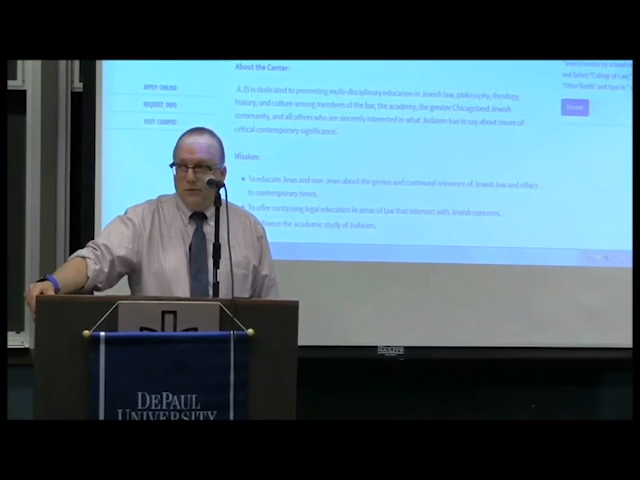 About the Center:
APPLY ONLINE
REQUEST INFO
VISIT CAMPUS
JLJS is dedicated to promoting multi-disciplinary education in Jewish law, philosophy, theology,
history, and culture among members of the bar, the academy, the greater Chicagoland Jewish
community, and all others who are sincerely interested in what Judaism has to say about issues of
critical contemporary significance.
Mission:
To educate Jews and non-Jews about the genius and continued relevance of Jewish law and ethics
to contemporary times.
To offer continuing legal education in areas of law that intersect with Jewish concerns.
the academic study of Judaism.
and Select "College of Law,"
"Other funds" and type in
Donate
DEPAUL
UNIVERSITY